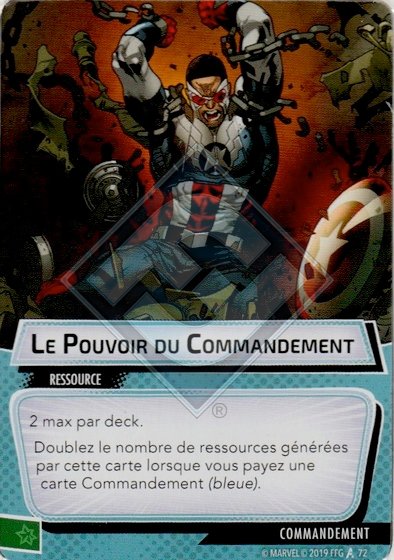 Le Pouvoir du Commandement
RESSOURCE
®
2 max par deck.
Doublez le nombre de ressources générées
par cette carte lorsque vous payez une
carte Commandement (bleue).
COMMANDEMENT
© MARVEL © 2019 FFG 72